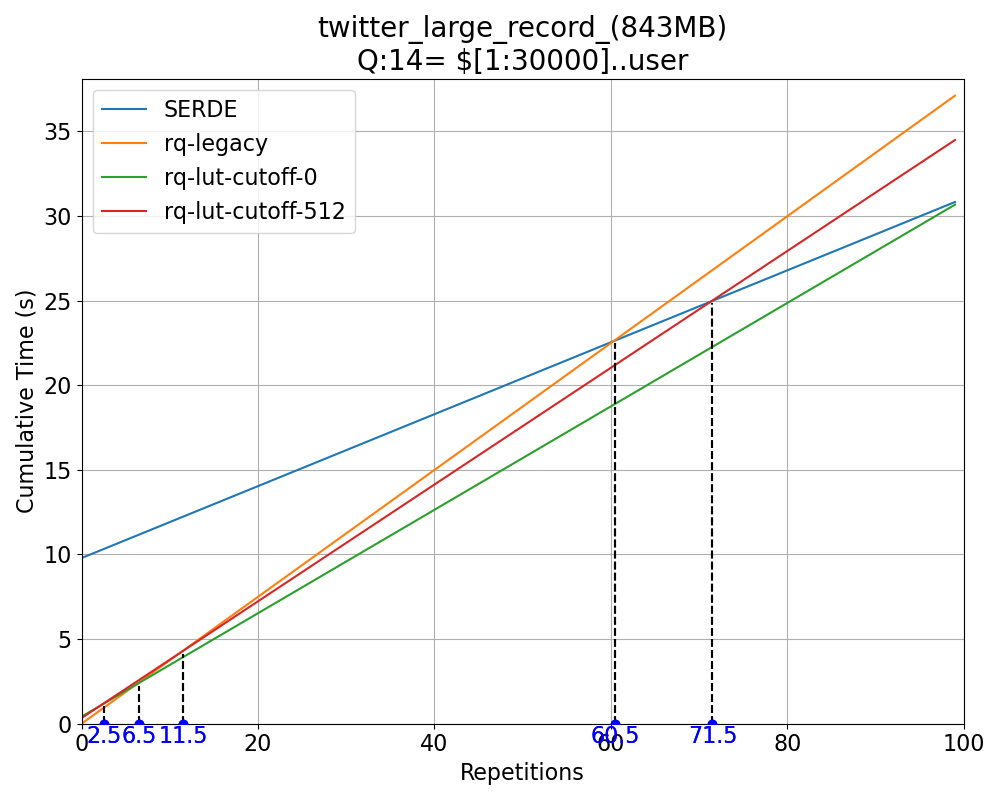 twitter_large_record_(843MB)
Q:14= $[1:30000]..user
SERDE
rq-legacy
rq-lut-cutoff-0
rq-lut-cutoff-512
Cumulative Time (s)
35
30
25
20
15
10
5
0
0 20 40 60 80 100
2.5 6.5 11.5 60.5 71.5
Repetitions